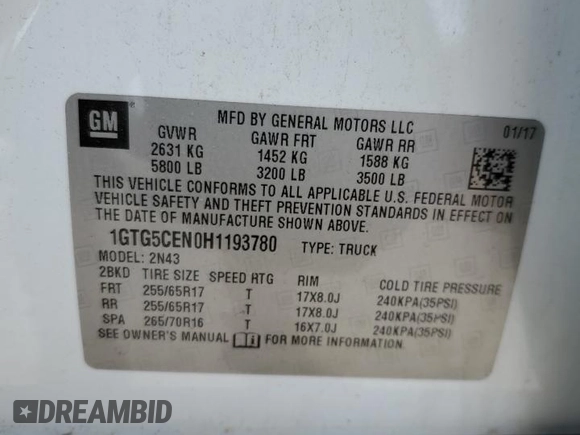 GM
MFD BY GENERAL MOTORS LLC
01/17
GVWR GAWR FRT GAWR RR
2631 KG 1452 KG 1588 KG
5800 LB 3200 LB 3500 LB
THIS VEHICLE CONFORMS TO ALL APPLICABLE U.S. FEDERAL MOTOR
VEHICLE SAFETY AND THEFT PREVENTION STANDARDS IN EFFECT ON
THE DATE OF MANUFACTURE SHOWN ABOVE.
1GTG5CEN0H1193780 TYPE: TRUCK
MODEL: 2N43
2BKD TIRE SIZE SPEED RTG RIM COLD TIRE PRESSURE
FRT 255/65R17 T 17X8.0J 240KPA(35PSI)
RR 255/65R17 T 17X8.0J 240KPA(35PSI)
SPA 265/70R16 T 16X7.0J 240KPA(35PSI)
SEE OWNER'S MANUAL FOR MORE INFORMATION
DREAMBID